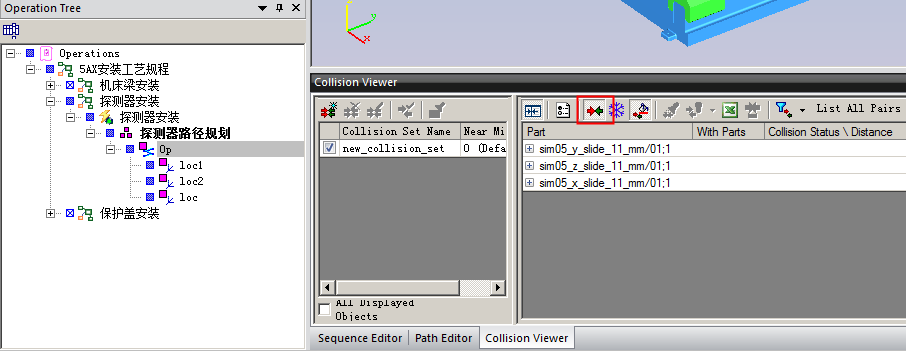 Operation Tree
Operations
5AX安装工艺规程
机床梁安装
探测器安装
探测器安装
探测器路径规划
Op
loc1
loc2
loc
保护盖安装
Collision Viewer
Collision Set Name
Near Mi
new_collision_set
0 (Defa
All Displayed
Objects
List All Pairs
Part
With Parts
Collision Status \ Distance
sim05_y_slide_11_mm/01;1
sim05_z_slide_11_mm/01;1
sim05_x_slide_11_mm/01;1
Sequence Editor
Path Editor
Collision Viewer